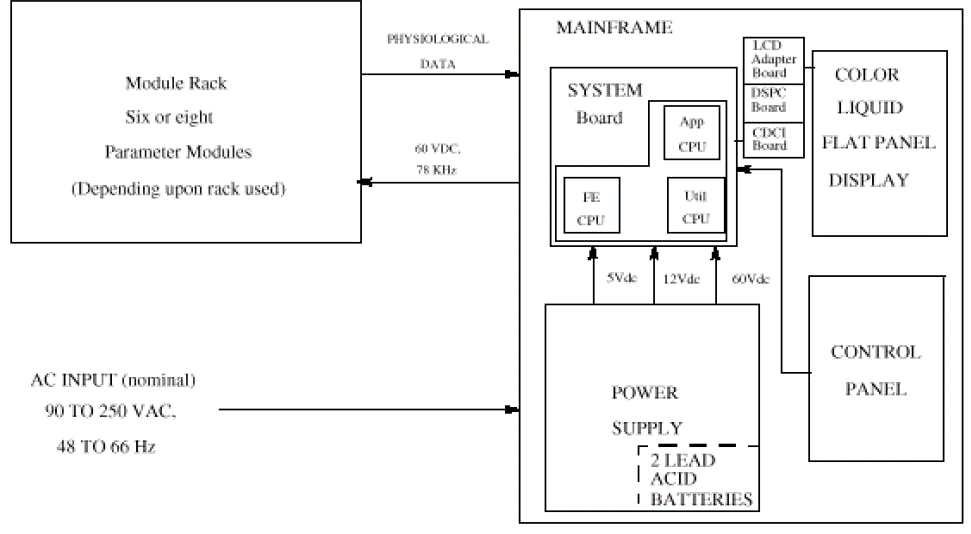 Module Rack
Six or eight
Parameter Modules
(Depending upon rack used)
PHYSIOLOGICAL
DATA
60 VDC,
78 KHz
MAINFRAME
SYSTEM
Board
App
CPU
FE
CPU
Util
CPU
LCD
Adapter
Board
DSPC
Board
CDCI
Board
COLOR
LIQUID
FLAT PANEL
DISPLAY
5Vdc
12Vdc
60Vdc
AC INPUT (nominal)
90 TO 250 VAC,
48 TO 66 Hz
POWER
SUPPLY
2 LEAD
ACID
BATTERIES
CONTROL
PANEL